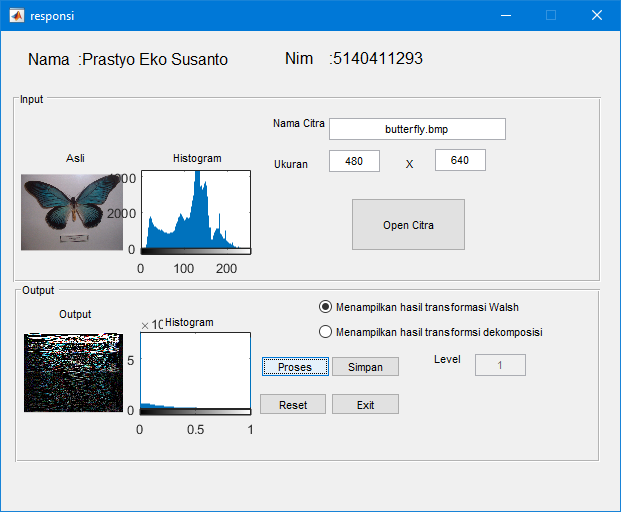 responsi
Nama :Prastyo Eko Susanto Nim :5140411293
Input
Nama Citra butterfly.bmp
Asli Histogram Ukuran 480 X 640
4000
2000
0
0 100 200
Open Citra
Output
Output × 10 Histogram
Menampilkan hasil transformasi Walsh
Menampilkan hasil transformsi dekomposisi
5
0
0 0.5 1
Proses Simpan Level 1
Reset Exit